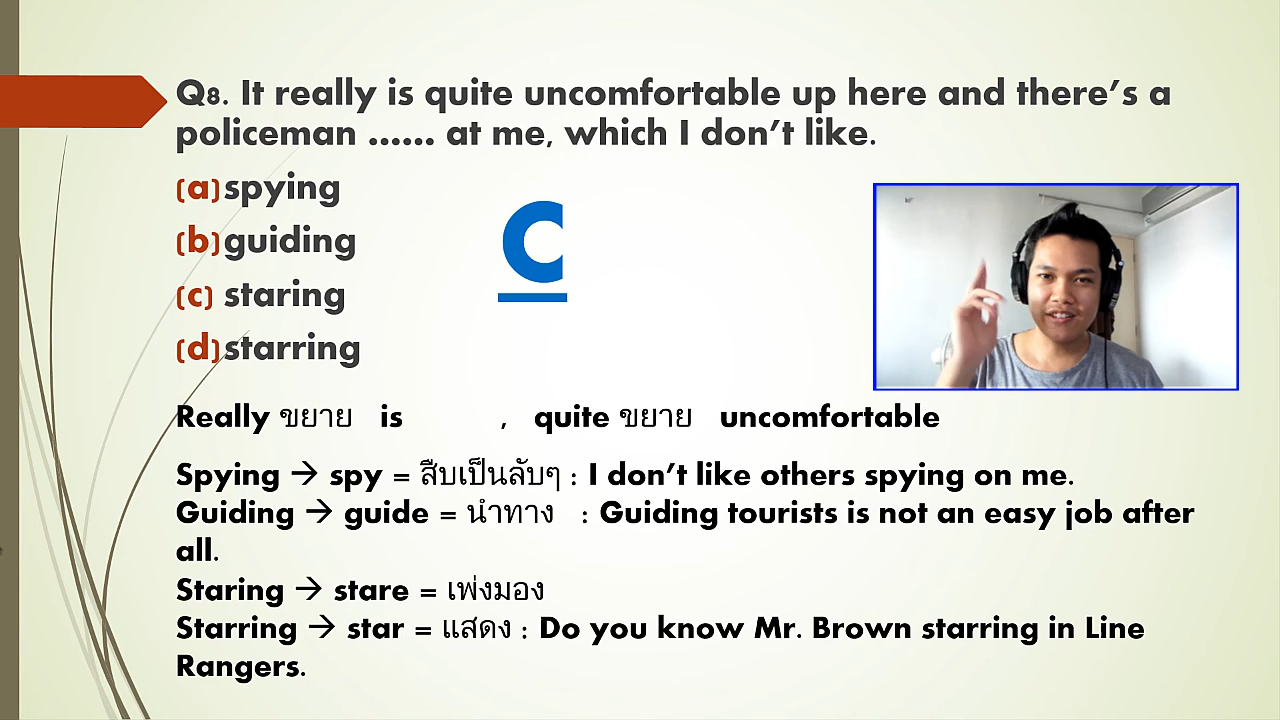 Q8. It really is quite uncomfortable up here and there's a
policeman ...... at me, which I don't like.
(a) spying
(b) guiding
(c) staring
(d) starring
C
Really ขยาย is , quite ขยาย uncomfortable
Spying → spy = สืบเป็นลับๆ : I don't like others spying on me.
Guiding → guide = นำทาง : Guiding tourists is not an easy job after
all.
Staring → stare = เพ่งมอง
Starring → star = แสดง : Do you know Mr. Brown starring in Line
Rangers.